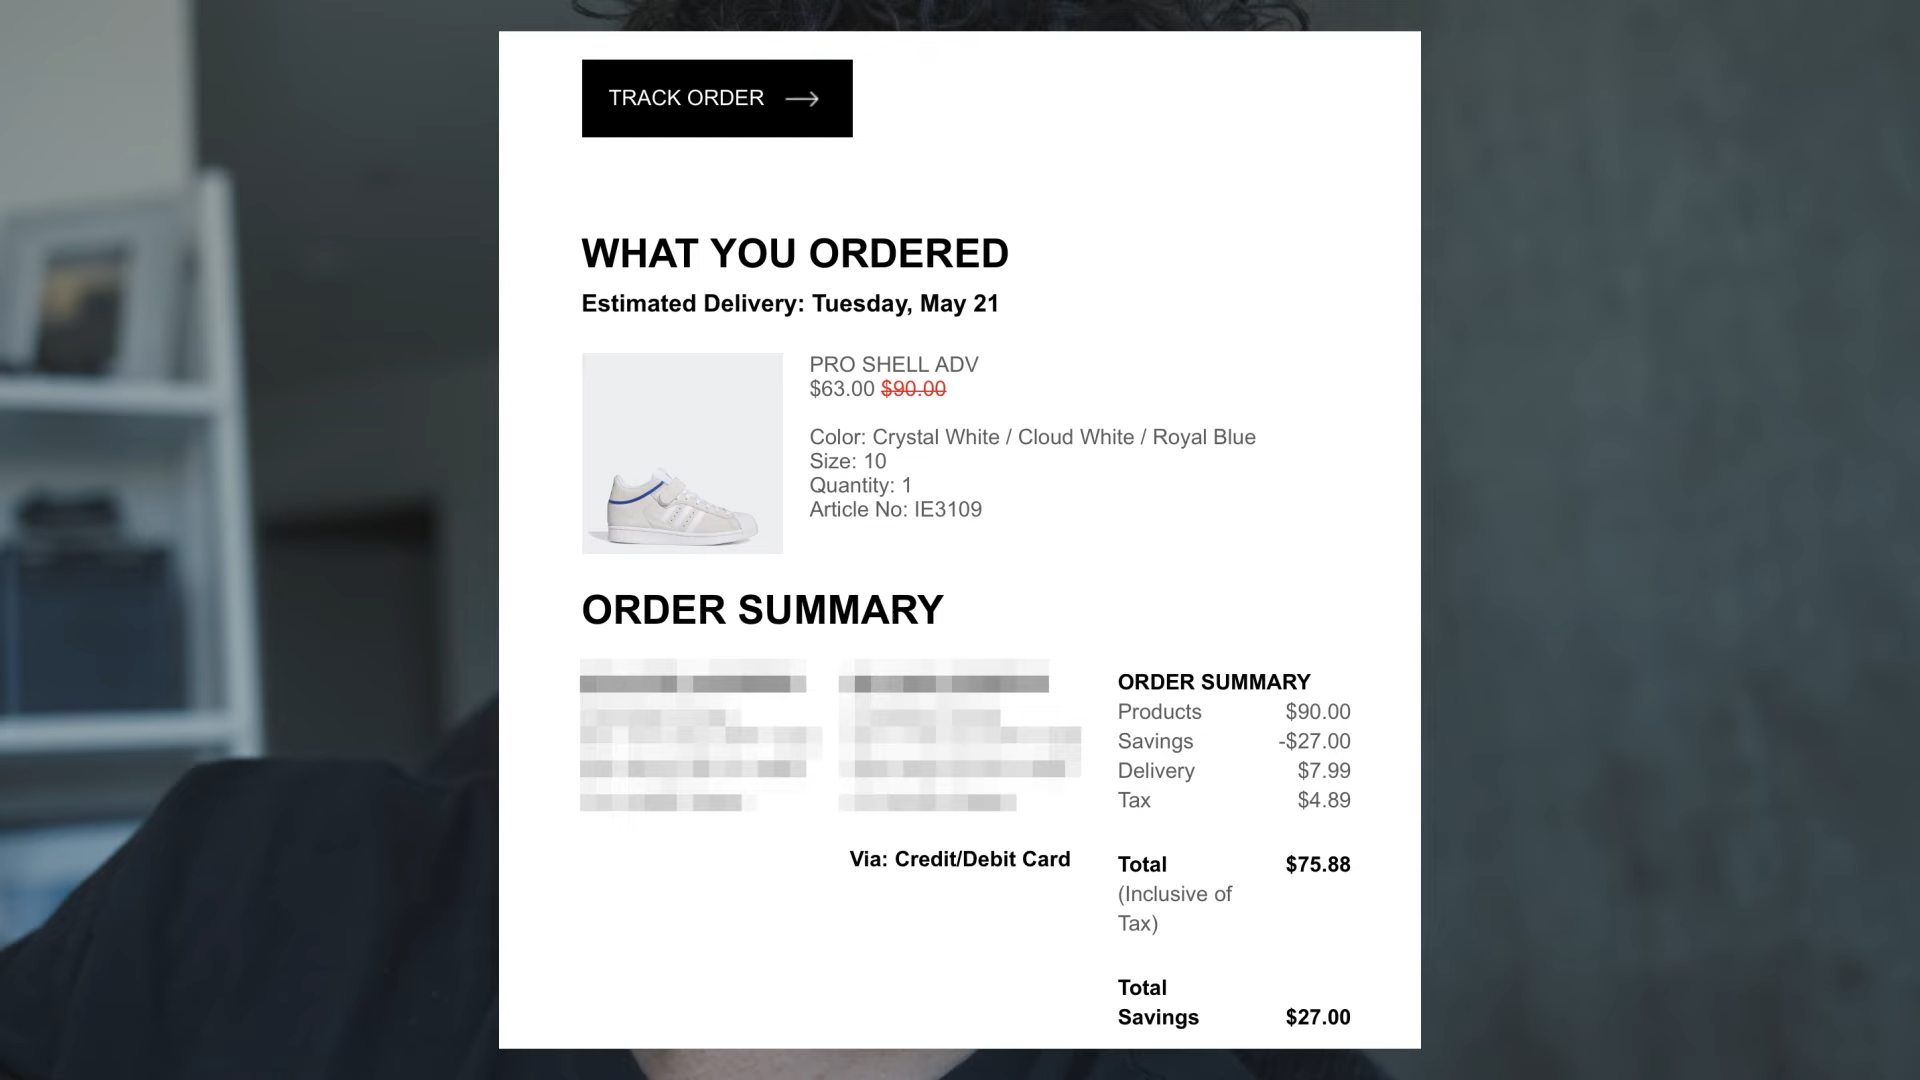 TRACK ORDER
WHAT YOU ORDERED
Estimated Delivery: Tuesday, May 21
PRO SHELL ADV
$63.00 $90.00
Color: Crystal White / Cloud White / Royal Blue
Size: 10
Quantity: 1
Article No: IE3109
ORDER SUMMARY
Via: Credit/Debit Card
ORDER SUMMARY
Products $90.00
Savings -$27.00
Delivery $7.99
Tax $4.89
Total $75.88
(Inclusive of
Tax)
Total
Savings $27.00